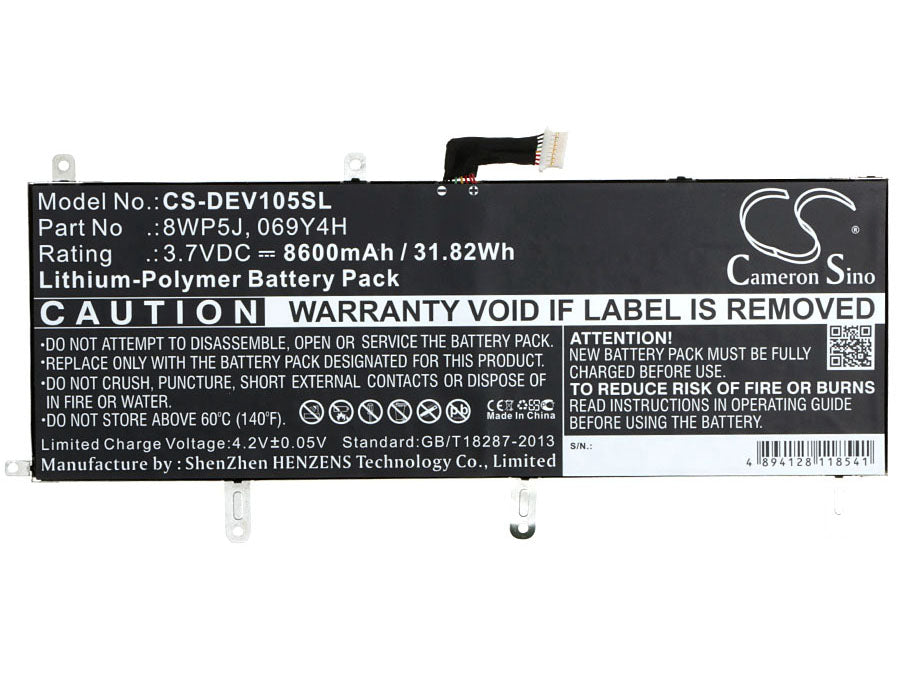 Model No.:CS-DEV105SL
Part No :8WP5J, 069Y4H
Rating :3.7VDC ⎓ 8600mAh / 31.82Wh
Lithium-Polymer Battery Pack
Cameron Sino
®
CAUTION WARRANTY VOID IF LABEL IS REMOVED
•DO NOT ATTEMPT TO DISASSEMBLE, OPEN OR SERVICE THE BATTERY PACK.
•REPLACE ONLY WITH THE BATTERY PACK DESIGNATED FOR THIS PRODUCT.
•DO NOT CRUSH, PUNCTURE, SHORT EXTERNAL CONTACTS OR DISPOSE OF
IN FIRE OR WATER.
•DO NOT STORE ABOVE 60°C (140°F).
CE
Pb
Made In China
Limited Charge Voltage:4.2V±0.05V Standard:GB/T18287-2013
Manufacture by : ShenZhen HENZENS Technology Co., Ltd.
ATTENTION!
NEW BATTERY PACK MUST BE FULLY
CHARGED BEFORE USE.
TO REDUCE RISK OF FIRE OR BURNS
READ INSTRUCTIONS IN OPERATING GUIDE
BEFORE USING THE BATTERY.
S/N.:
4 894128 118541